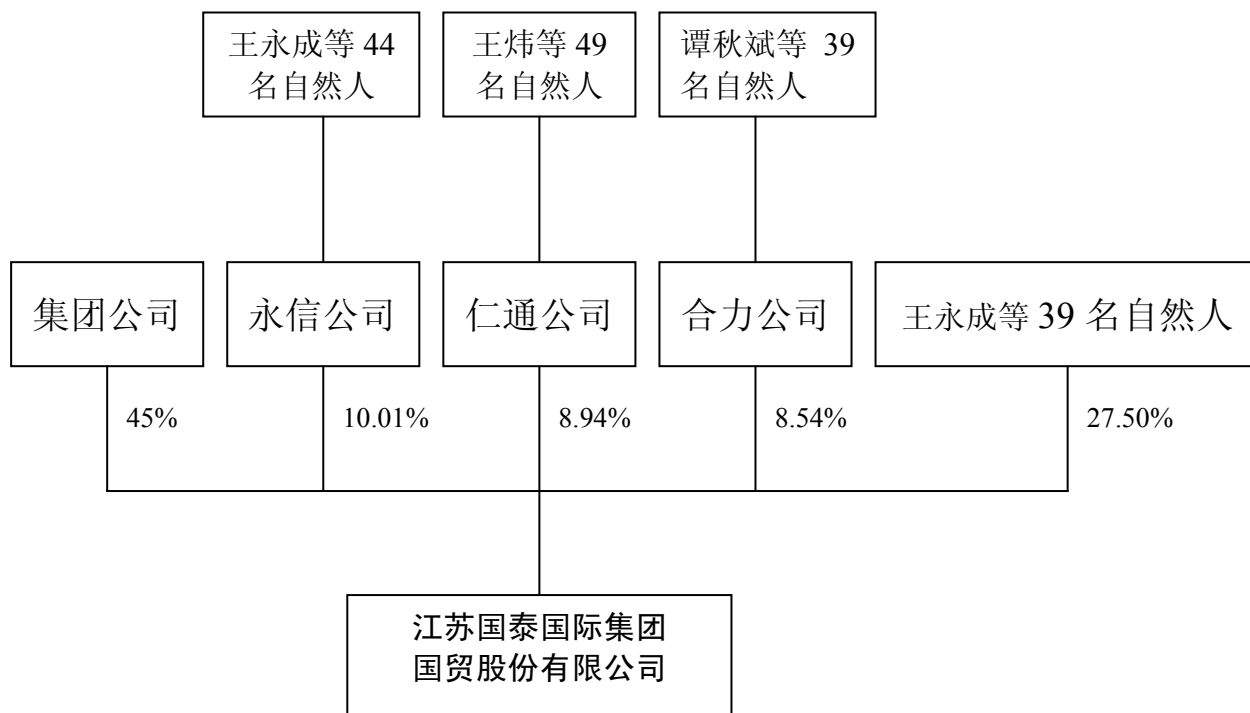 王永成等 44
名自然人
王炜等 49
名自然人
谭秋斌等 39
名自然人
集团公司
永信公司
仁通公司
合力公司
王永成等 39 名自然人
45%
10.01%
8.94%
8.54%
27.50%
江苏国泰国际集团
国贸股份有限公司